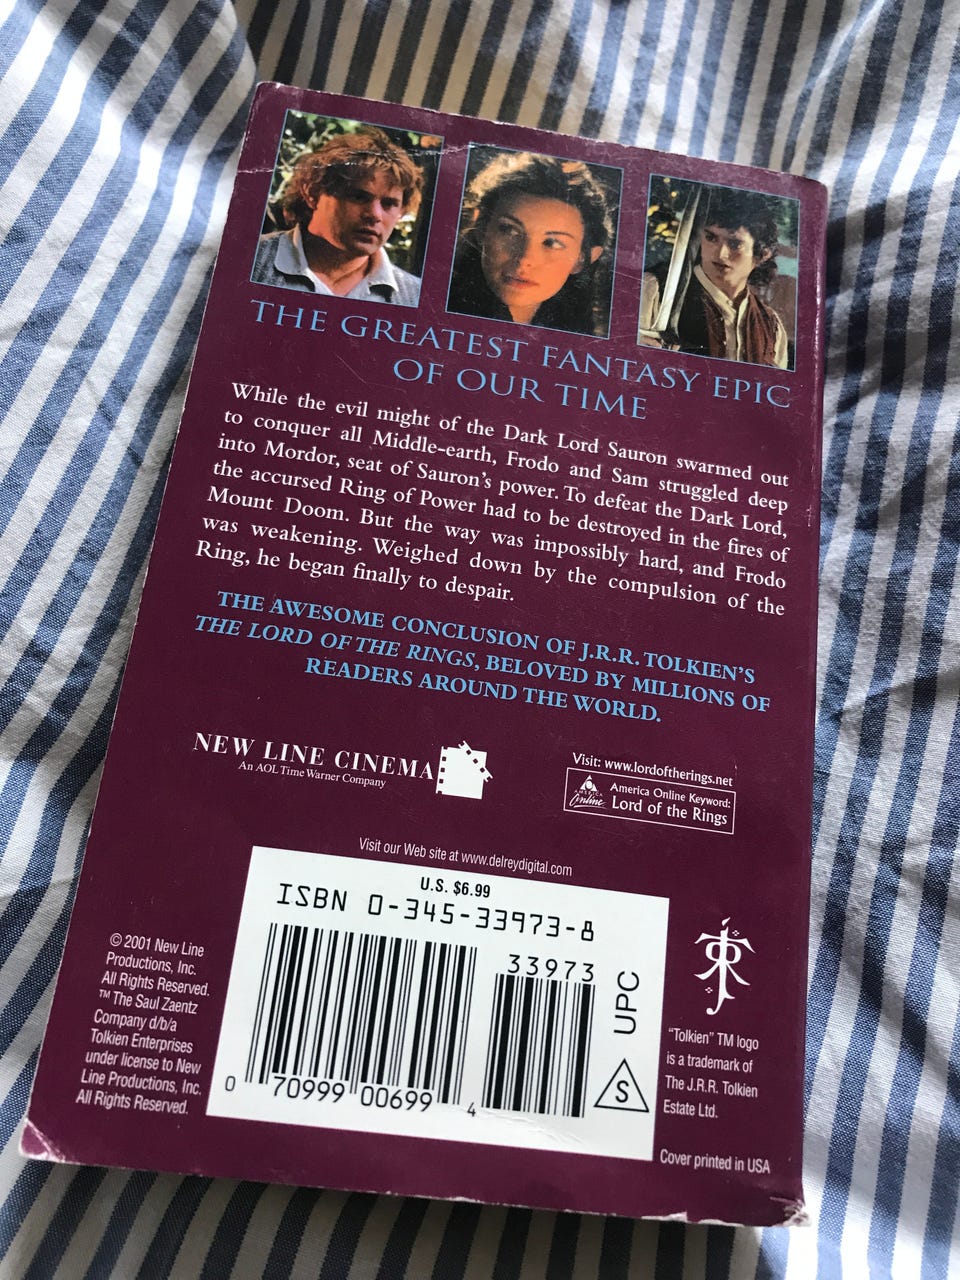 THE GREATEST FANTASY EPIC
OF OUR TIME
While the evil might of the Dark Lord Sauron swarmed out
to conquer all Middle-earth, Frodo and Sam struggled deep
into Mordor, seat of Sauron's power. To defeat the Dark Lord,
the accursed Ring of Power had to be destroyed in the fires of
Mount Doom. But the way was impossibly hard, and Frodo
was weakening. Weighed down by the compulsion of the
Ring, he began finally to despair.
THE AWESOME CONCLUSION OF J.R.R. TOLKIEN'S
THE LORD OF THE RINGS, BELOVED BY MILLIONS OF
READERS AROUND THE WORLD.
NEW LINE CINEMA
An AOL Time Warner Company
Visit: www.lordoftherings.net
AMERICA
Online
America Online Keyword:
Lord of the Rings
Visit our Web site at www.delreydigital.com
U.S. $6.99
ISBN 0-345-33973-8
33973
0 70999 00699 4
UPC
S
© 2001 New Line
Productions, Inc.
All Rights Reserved.
™ The Saul Zaentz
Company d/b/a
Tolkien Enterprises
under license to New
Line Productions, Inc.
All Rights Reserved.
"Tolkien" TM logo
is a trademark of
The J.R.R. Tolkien
Estate Ltd.
Cover printed in USA